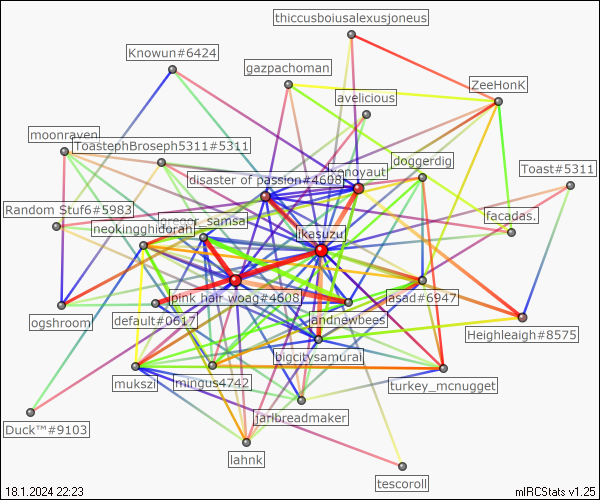 thiccusboiusalexusjoneus
Knowun#6424
gazpachoman
ZeeHonK
avelicious
moonraven
ToastephBroseph5311#5311
doggerdig
Toast#5311
enoyaut
disaster of passion#4608
Random Stuf6#5983
gregor_samsa
facadas.
neokingghidorah
ikasuzu
pink hair woag#4608
asad#6947
ogshroom
default#0617
andnewbees
Heighleaigh#8575
bigcitysamurai
mukszi
mingus4742
turkey_mcnugget
jarlbreadmaker
Duck™#9103
lahnk
tescoroll
18.1.2024 22:23
mIRCStats v1.25